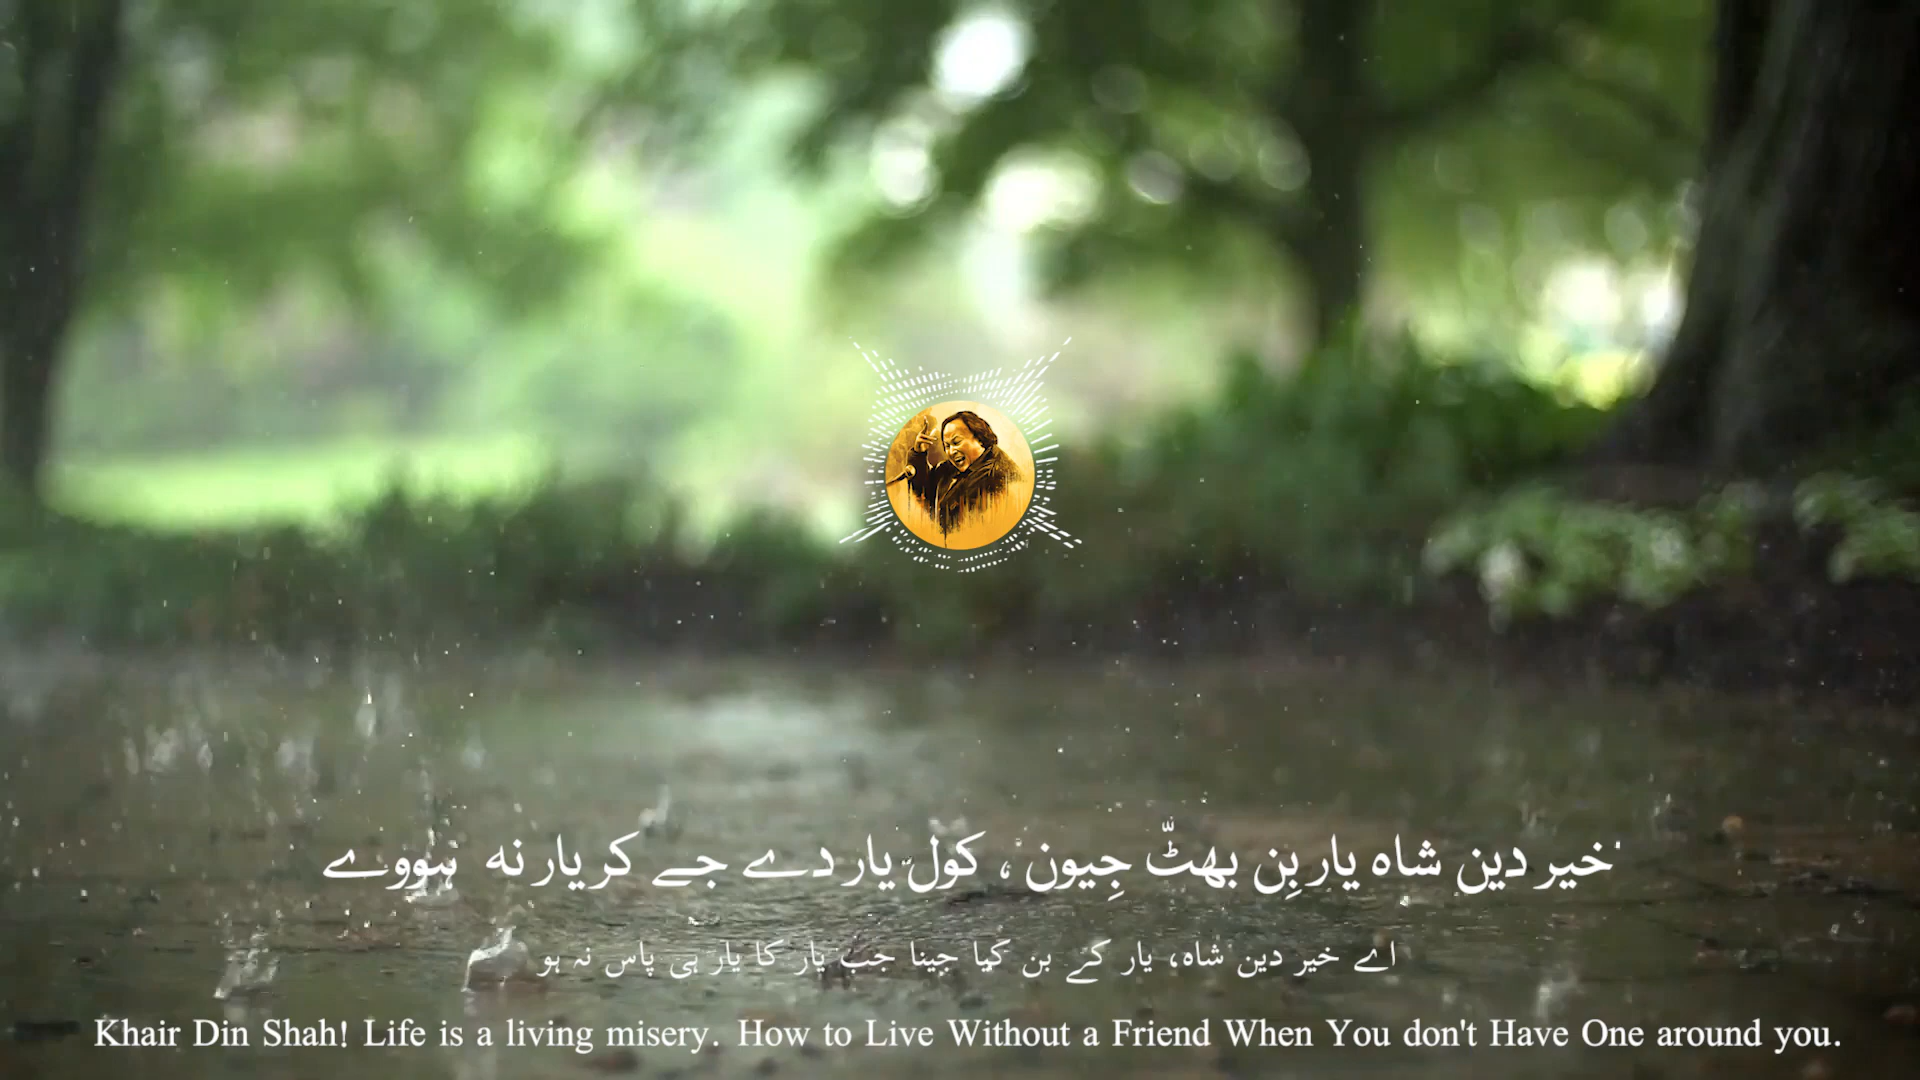 خیر دین شاہ یار بِن بھٹّ جِیون ، کول یار دے جے کر یار نہ ہووے
اے خیر دین شاہ، یار کے بن کیا جینا جب یار کا یار ہی پاس نہ ہو
Khair Din Shah! Life is a living misery. How to Live Without a Friend When You don't Have One around you.